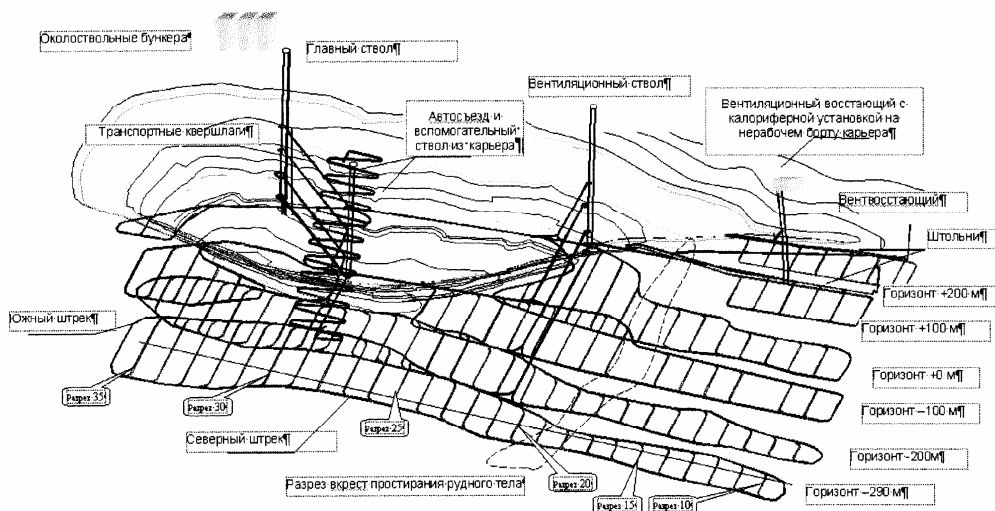 Околоствольные бункера¶
Главный ствол¶
Вентиляционный ствол¶
Транспортные квершлаги¶
Автосъезд и
вспомогательный
ствол из карьера¶
Вентиляционный восстающий с
калориферной установкой на
нерабочем борту карьера¶
Вентвосстающий¶
Штольни¶
Горизонт +200 м¶
Горизонт +100 м¶
Горизонт +0 м¶
Горизонт –100 м¶
Горизонт -200м¶
Горизонт –290 м¶
Южный штрек¶
Разрез 35
Разрез 30
Разрез 25
Северный штрек¶
Разрез вкрест простирания рудного тела¶
Разрез 20
Разрез 15
Разрез 10